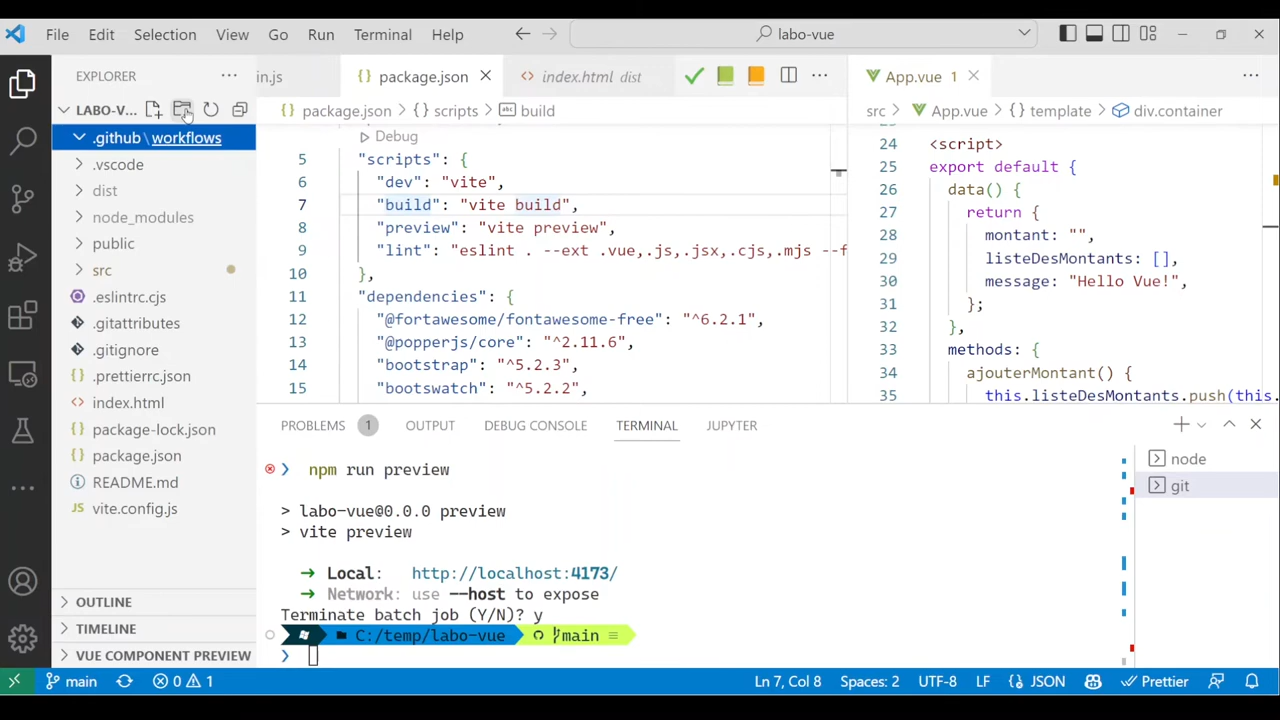 File Edit Selection View Go Run Terminal Help
labo-vue
EXPLORER
LABO-V...
.github \ workflows
.vscode
dist
node_modules
public
src
.eslintrc.cjs
.gitattributes
.gitignore
.prettierrc.json
index.html
package-lock.json
package.json
README.md
vite.config.js
OUTLINE
TIMELINE
VUE COMPONENT PREVIEW
in.js
package.json
index.html dist
package.json > {} scripts > build
Debug
5 "scripts": {
6 "dev": "vite",
7 "build": "vite build",
8 "preview": "vite preview",
9 "lint": "eslint . --ext .vue,.js,.jsx,.cjs,.mjs --f
10 },
11 "dependencies": {
12 "@fortawesome/fontawesome-free": "^6.2.1",
13 "@popperjs/core": "^2.11.6",
14 "bootstrap": "^5.2.3",
15 "bootswatch": "^5.2.2",
App.vue 1
src > App.vue > {} template > div.container
24 <script>
25 export default {
26 data() {
27 return {
28 montant: "",
29 listeDesMontants: [],
30 message: "Hello Vue!",
31 };
32 },
33 methods: {
34 ajouterMontant() {
35 this.listeDesMontants.push(this.
PROBLEMS 1 OUTPUT DEBUG CONSOLE TERMINAL JUPYTER
> npm run preview
> labo-vue@0.0.0 preview
> vite preview
➜ Local: http://localhost:4173/
➜ Network: use --host to expose
Terminate batch job (Y/N)? y
C:/temp/labo-vue main ≡
>
node
git
main 0 1 Ln 7, Col 8 Spaces: 2 UTF-8 LF {} JSON Prettier